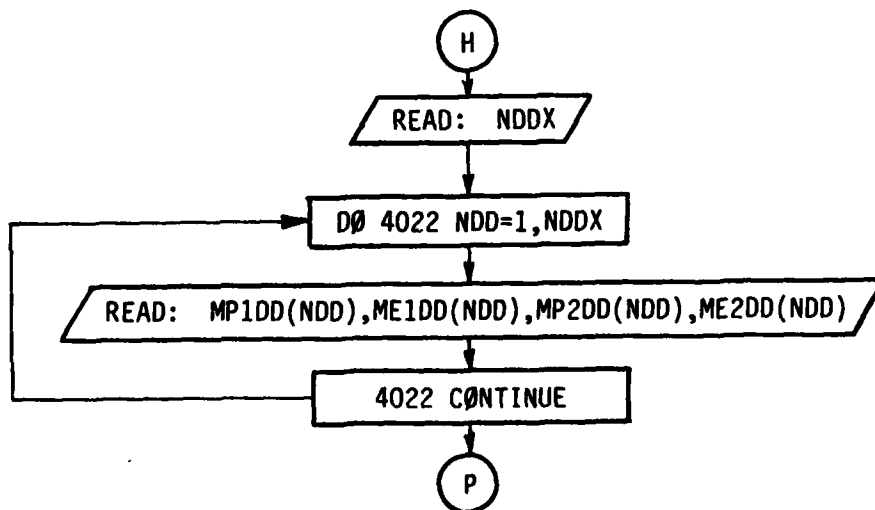 H
READ: NDDX
DØ 4022 NDD=1,NDDX
READ: MP1DD(NDD),ME1DD(NDD),MP2DD(NDD),ME2DD(NDD)
4022 CØNTINUE
P